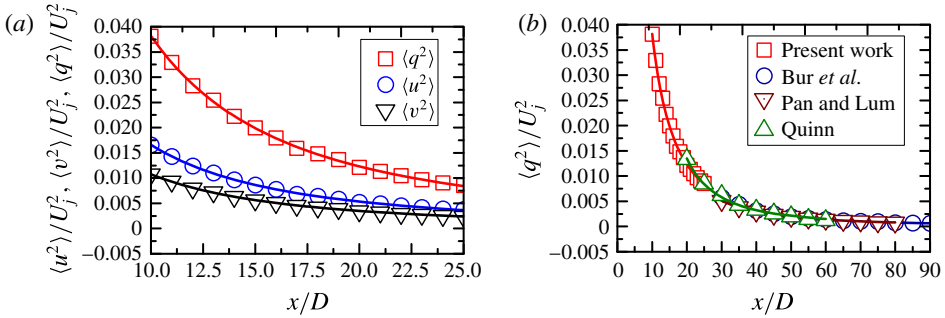 (a)
⟨u²⟩/U²ⱼ, ⟨v²⟩/U²ⱼ, ⟨q²⟩/U²ⱼ
0.040
0.035
0.030
0.025
0.020
0.015
0.010
0.005
0
−0.005
10.0 12.5 15.0 17.5 20.0 22.5 25.0
x/D
⟨q²⟩
⟨u²⟩
⟨v²⟩
(b)
⟨q²⟩/U²ⱼ
0.040
0.035
0.030
0.025
0.020
0.015
0.010
0.005
0
−0.005
0 10 20 30 40 50 60 70 80 90
x/D
Present work
Bur et al.
Pan and Lum
Quinn